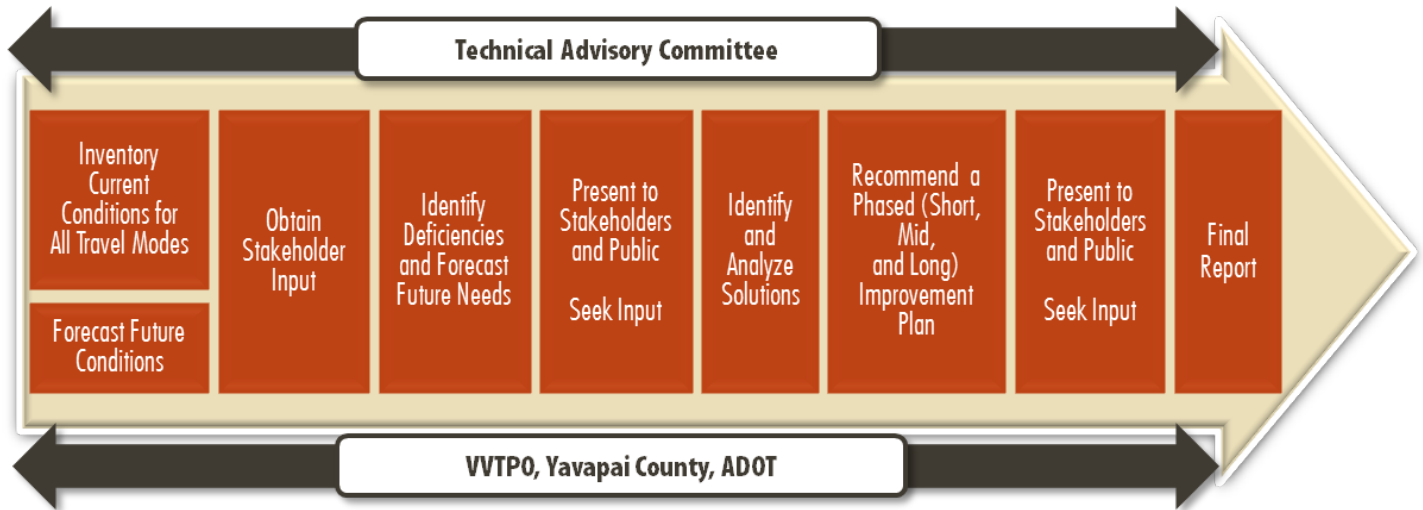 Technical Advisory Committee
Inventory
Current
Conditions for
All Travel Modes
Forecast Future
Conditions
Obtain
Stakeholder
Input
Identify
Deficiencies
and Forecast
Future Needs
Present to
Stakeholders
and Public
Seek Input
Identify
and
Analyze
Solutions
Recommend a
Phased (Short,
Mid,
and Long)
Improvement
Plan
Present to
Stakeholders
and Public
Seek Input
Final
Report
VVTPO, Yavapai County, ADOT